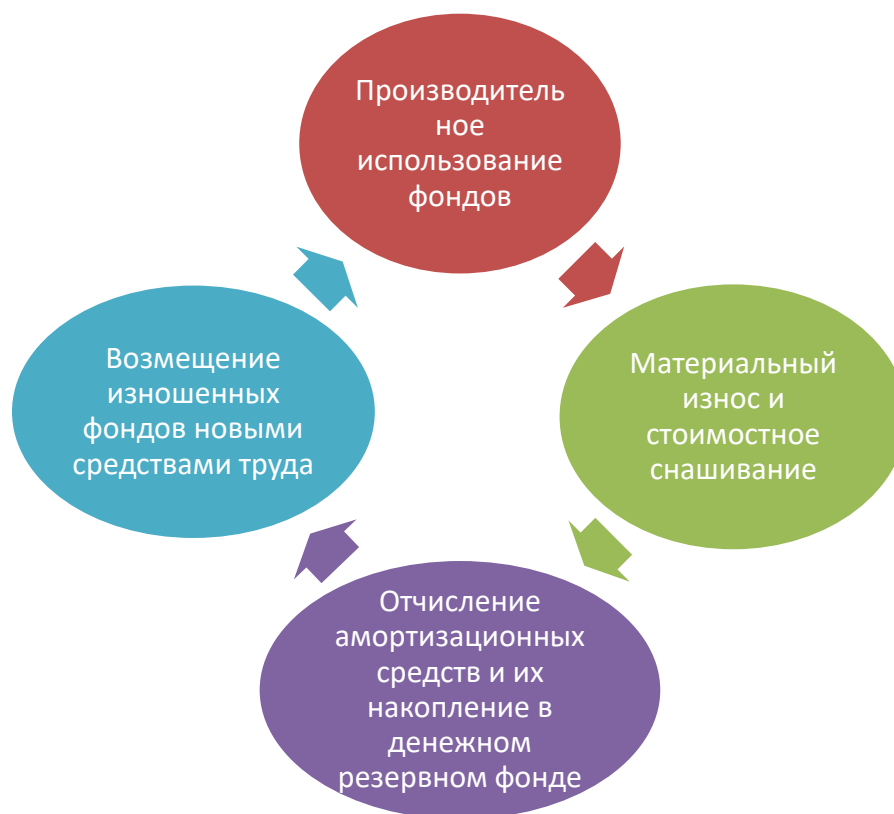 Производитель
ное
использование
фондов
Материальный
износ и
стоимостное
снашивание
Отчисление
амортизационных
средств и их
накопление в
денежном
резервном фонде
Возмещение
изношенных
фондов новыми
средствами труда